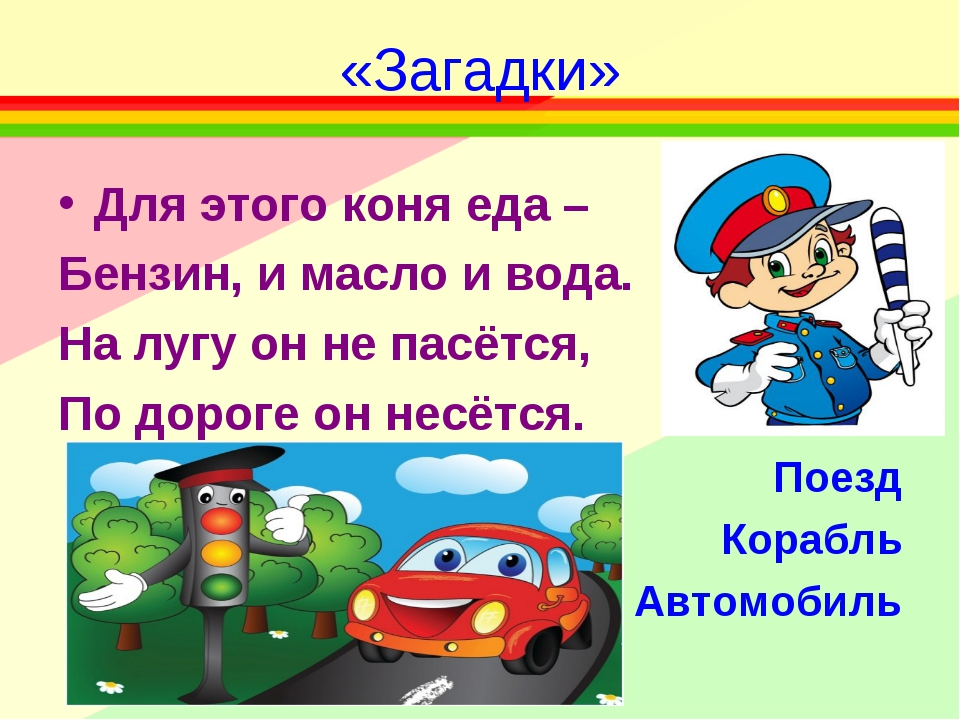 «Загадки»
• Для этого коня еда –
Бензин, и масло и вода.
На лугу он не пасётся,
По дороге он несётся.
Поезд
Корабль
Автомобиль